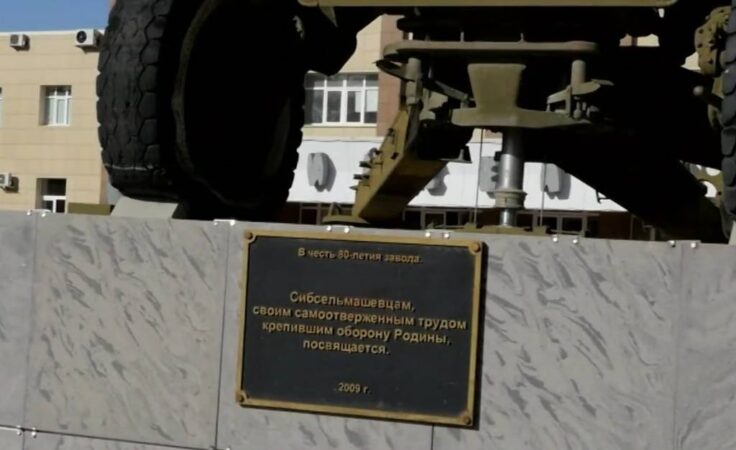 В честь 80-летия завода
Сибсельмашевцам,
своим самоотверженным трудом
крепившим оборону Родины,
посвящается.
2009 г.